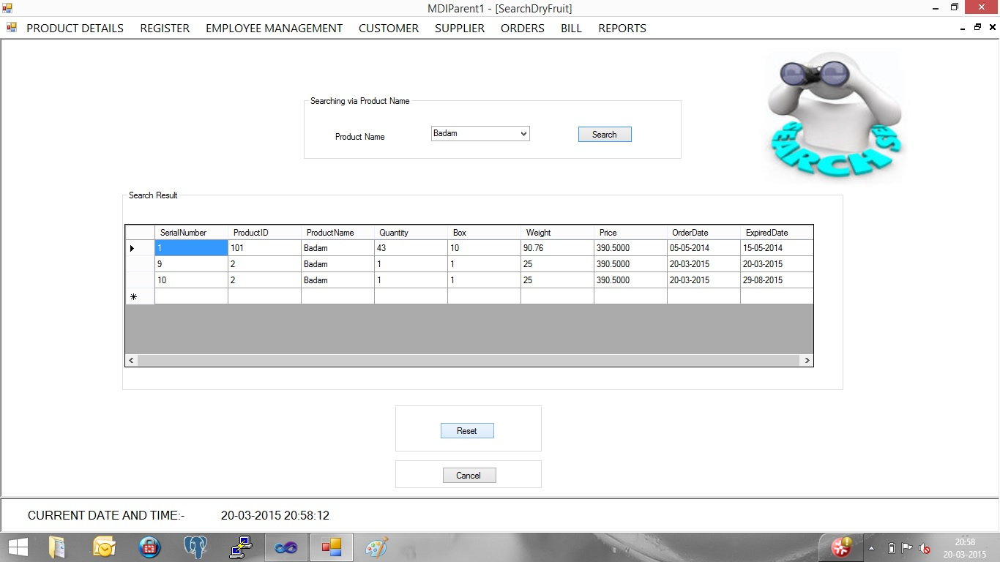 MDIParent1 - [SearchDryFruit]
PRODUCT DETAILS REGISTER EMPLOYEE MANAGEMENT CUSTOMER SUPPLIER ORDERS BILL REPORTS
Searching via Product Name
Product Name Badam Search
SEARCH
Search Result
SerialNumber ProductID ProductName Quantity Box Weight Price OrderDate ExpiredDate
1 101 Badam 43 10 90.76 390.5000 05-05-2014 15-05-2014
9 2 Badam 1 1 25 390.5000 20-03-2015 20-03-2015
10 2 Badam 1 1 25 390.5000 20-03-2015 29-08-2015
Reset
Cancel
CURRENT DATE AND TIME:- 20-03-2015 20:58:12
20:58
20-03-2015